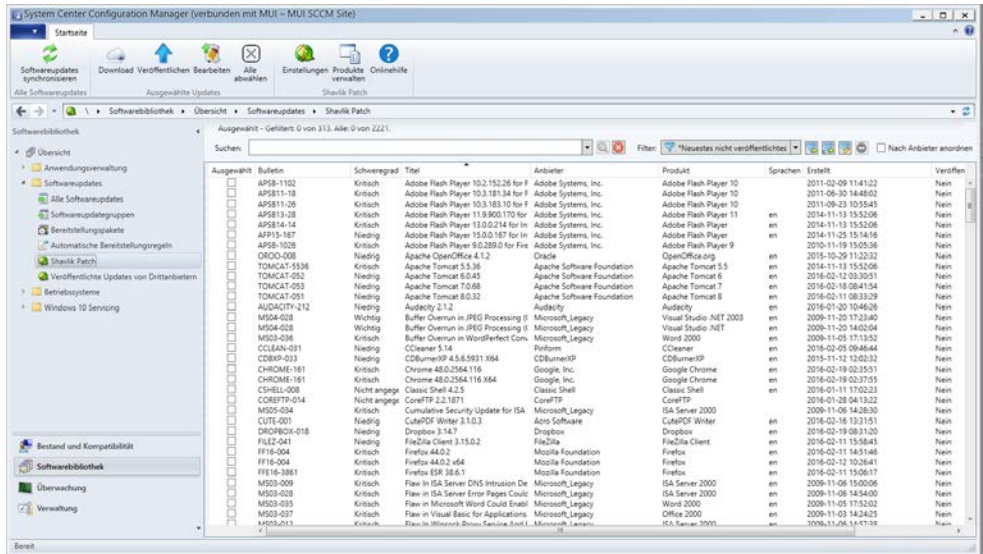 System Center Configuration Manager (verbunden mit MUI – MUI SCCM Site)
Startseite
Softwareupdates synchronisieren Download Veröffentlichen Bearbeiten Alle abwählen Einstellungen Produkte verwalten Onlinehilfe
Alle Softwareupdates Ausgewählte Updates Shavlik Patch
\ Softwarebibliothek Übersicht Softwareupdates Shavlik Patch
Softwarebibliothek
Übersicht
Anwendungsverwaltung
Softwareupdates
Alle Softwareupdates
Softwareupdategruppen
Bereitstellungspakete
Automatische Bereitstellungsregeln
Shavlik Patch
Veröffentlichte Updates von Drittanbietern
Betriebssysteme
Windows 10 Servicing
Bestand und Kompatibilität
Softwarebibliothek
Überwachung
Verwaltung
Ausgewählt - Gefiltert: 0 von 313. Alle: 0 von 2221.
Suchen: Filter: *Neuestes nicht veröffentlichtes Nach Anbieter anordnen
Ausgewählt Bulletin Schweregrad Titel Anbieter Produkt Sprachen Erstellt Veröffen
APSB-1102 Kritisch Adobe Flash Player 10.2.152.26 for F Adobe Systems, Inc. Adobe Flash Player 10 2011-02-09 11:41:22 Nein
APSB11-18 Kritisch Adobe Flash Player 10.3.181.34 for F Adobe Systems, Inc. Adobe Flash Player 10 2011-06-30 14:48:02 Nein
APSB11-26 Kritisch Adobe Flash Player 10.3.183.10 for F Adobe Systems, Inc. Adobe Flash Player 10 2011-09-23 10:55:45 Nein
APSB13-28 Kritisch Adobe Flash Player 11.9.900.170 for Adobe Systems, Inc. Adobe Flash Player 11 en 2014-11-13 15:52:06 Nein
APSB14-14 Kritisch Adobe Flash Player 13.0.0.214 for In Adobe Systems, Inc. Adobe Flash Player en 2014-11-13 15:52:06 Nein
AFP15-167 Niedrig Adobe Flash Player 15.0.0.167 for In Adobe Systems, Inc. Adobe Flash Player en 2014-11-25 15:14:16 Nein
APSB-1026 Kritisch Adobe Flash Player 9.0.289.0 for Fire Adobe Systems, Inc. Adobe Flash Player 9 2010-11-19 15:05:36 Nein
OROO-008 Niedrig Apache OpenOffice 4.1.2 Oracle OpenOffice.org en 2015-10-29 11:22:32 Nein
TOMCAT-5536 Kritisch Apache Tomcat 5.5.36 Apache Software Foundation Apache Tomcat 5.5 en 2014-11-13 15:52:06 Nein
TOMCAT-052 Niedrig Apache Tomcat 6.0.45 Apache Software Foundation Apache Tomcat 6 en 2016-02-12 03:30:51 Nein
TOMCAT-053 Niedrig Apache Tomcat 7.0.68 Apache Software Foundation Apache Tomcat 7 en 2016-02-18 08:41:54 Nein
TOMCAT-051 Niedrig Apache Tomcat 8.0.32 Apache Software Foundation Apache Tomcat 8 en 2016-02-11 08:33:29 Nein
AUDACITY-212 Niedrig Audacity 2.1.2 Audacity Audacity en 2016-01-20 10:46:26 Nein
MS04-028 Wichtig Buffer Overrun in JPEG Processing (( Microsoft_Legacy Visual Studio .NET 2003 en 2009-11-20 17:23:40 Nein
MS04-028 Wichtig Buffer Overrun in JPEG Processing (( Microsoft_Legacy Visual Studio .NET en 2009-11-20 14:02:04 Nein
MS03-036 Wichtig Buffer Overrun in WordPerfect Conv Microsoft_Legacy Word 2000 en 2009-11-05 17:13:52 Nein
CCLEAN-031 Niedrig CCleaner 5.14 Piriform CCleaner en 2016-02-05 09:46:44 Nein
CDBXP-033 Niedrig CDBurnerXP 4.5.6.5931 X64 CDBurnerXP CDBurnerXP en 2015-11-12 12:02:32 Nein
CHROME-161 Kritisch Chrome 48.0.2564.116 Google, Inc. Google Chrome en 2016-02-19 02:35:51 Nein
CHROME-161 Kritisch Chrome 48.0.2564.116 X64 Google, Inc. Google Chrome en 2016-02-19 02:37:55 Nein
CSHELL-008 Nicht angege Classic Shell 4.2.5 Classic Shell Classic Shell en 2016-01-11 17:02:23 Nein
COREFTP-014 Nicht angege CoreFTP 2.2.1871 CoreFTP CoreFTP 2016-01-28 04:13:22 Nein
MS05-034 Kritisch Cumulative Security Update for ISA Microsoft_Legacy ISA Server 2000 en 2009-11-06 14:28:30 Nein
CUTE-001 Niedrig CutePDF Writer 3.1.0.3 Acro Software CutePDF Writer en 2016-02-16 13:31:51 Nein
DROPBOX-018 Niedrig Dropbox 3.14.7 Dropbox Dropbox en 2016-02-19 08:31:20 Nein
FILEZ-041 Niedrig FileZilla Client 3.15.0.2 FileZilla FileZilla Client en 2016-02-11 15:58:45 Nein
FF16-004 Kritisch Firefox 44.0.2 Mozilla Foundation Firefox en 2016-02-11 14:51:46 Nein
FF16-004 Kritisch Firefox 44.0.2 x64 Mozilla Foundation Firefox en 2016-02-12 10:26:41 Nein
FFE16-3861 Kritisch Firefox ESR 38.6.1 Mozilla Foundation Firefox en 2016-02-11 15:06:17 Nein
MS03-009 Kritisch Flaw In ISA Server DNS Intrusion De Microsoft_Legacy ISA Server 2000 en 2009-11-06 15:00:06 Nein
MS03-028 Kritisch Flaw in ISA Server Error Pages Coulc Microsoft_Legacy ISA Server 2000 en 2009-11-06 14:54:00 Nein
MS03-035 Kritisch Flaw in Microsoft Word Could Enabl Microsoft_Legacy Word 2000 en 2009-11-05 17:52:02 Nein
MS03-037 Kritisch Flaw in Visual Basic for Applications Microsoft_Legacy Office 2000 en 2009-11-03 14:24:25 Nein
MS03-012 Kritisch Flaw In Winsock Proxy Service And I Microsoft_Legacy ISA Server 2000 en 2009-11-06 14:57:38 Nein
Bereit